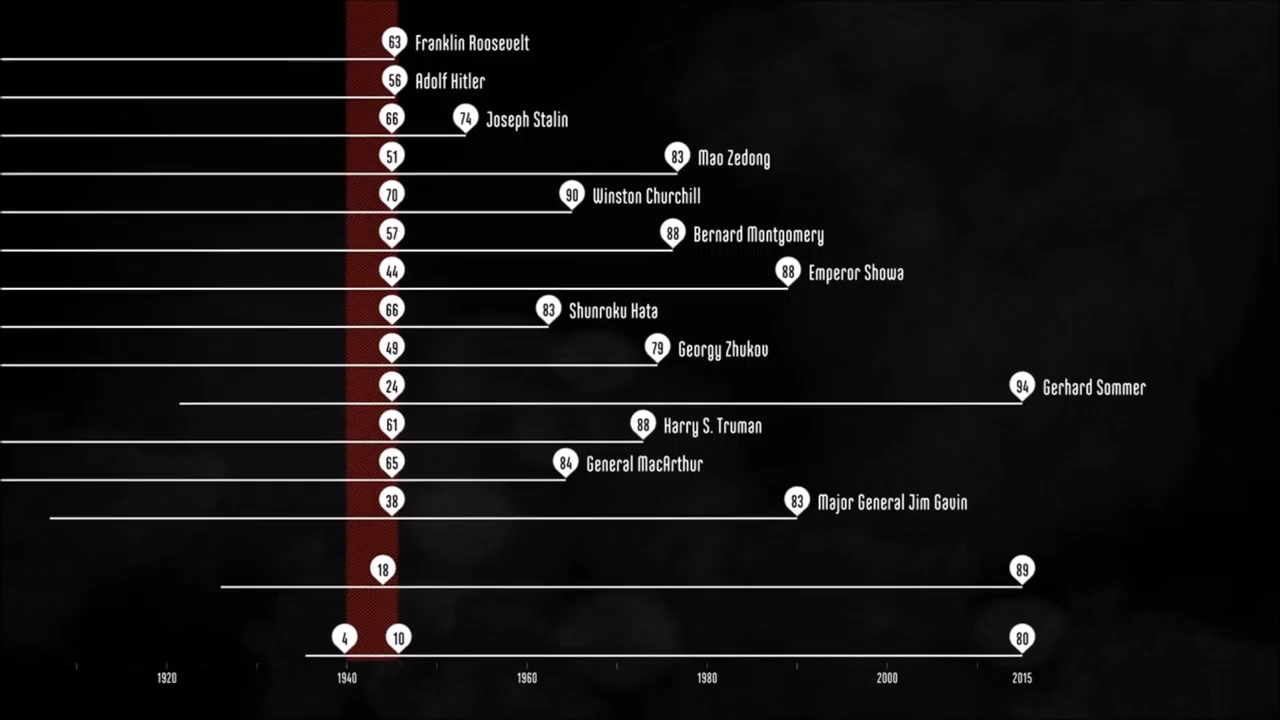 63 Franklin Roosevelt
56 Adolf Hitler
66 74 Joseph Stalin
51 83 Mao Zedong
70 90 Winston Churchill
57 88 Bernard Montgomery
44 88 Emperor Showa
66 83 Shunroku Hata
49 79 Georgy Zhukov
24 94 Gerhard Sommer
61 88 Harry S. Truman
65 84 General MacArthur
38 83 Major General Jim Gavin
18 89
4 10 80
1920 1940 1960 1980 2000 2015